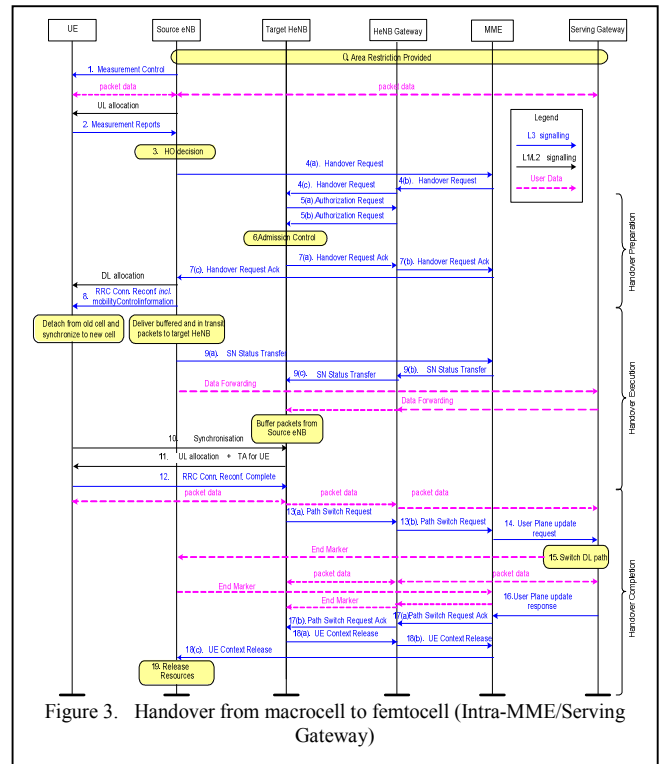 UE Source eNB Target HeNB HeNB Gateway MME Serving Gateway
0. Area Restriction Provided
1. Measurement Control
packet data packet data
UL allocation
2. Measurement Reports
3. HO decision
Legend
L3 signalling
L1/L2 signalling
User Data
4(a). Handover Request
4(c). Handover Request 4(b). Handover Request
5(a).Authorization Request
5(b).Authorization Request
6.Admission Control
7(a). Handover Request Ack 7(b). Handover Request Ack
7(c). Handover Request Ack
DL allocation
8. RRC Conn. Reconf. incl.
mobilityControlinformation
Handover Preparation
Detach from old cell and
synchronize to new cell
Deliver buffered and in transit
packets to target HeNB
9(a). SN Status Transfer
9(c). SN Status Transfer 9(b). SN Status Transfer
Data Forwarding
Data Forwarding
Buffer packets from
Source eNB
10. Synchronisation
11. UL allocation + TA for UE
12. RRC Conn. Reconf. Complete
Handover Execution
packet data packet data packet data
13(a). Path Switch Request
13(b). Path Switch Request
14. User Plane update
request
End Marker
15. Switch DL path
packet data packet data
End Marker
End Marker
16.User Plane update
response
17(b). Path Switch Request Ack 17(a)Path Switch Request Ack
18(a). UE Context Release
18(b). UE Context Release
18(c). UE Context Release
19. Release
Resources
Handover Completion
Figure 3. Handover from macrocell to femtocell (Intra-MME/Serving
Gateway)